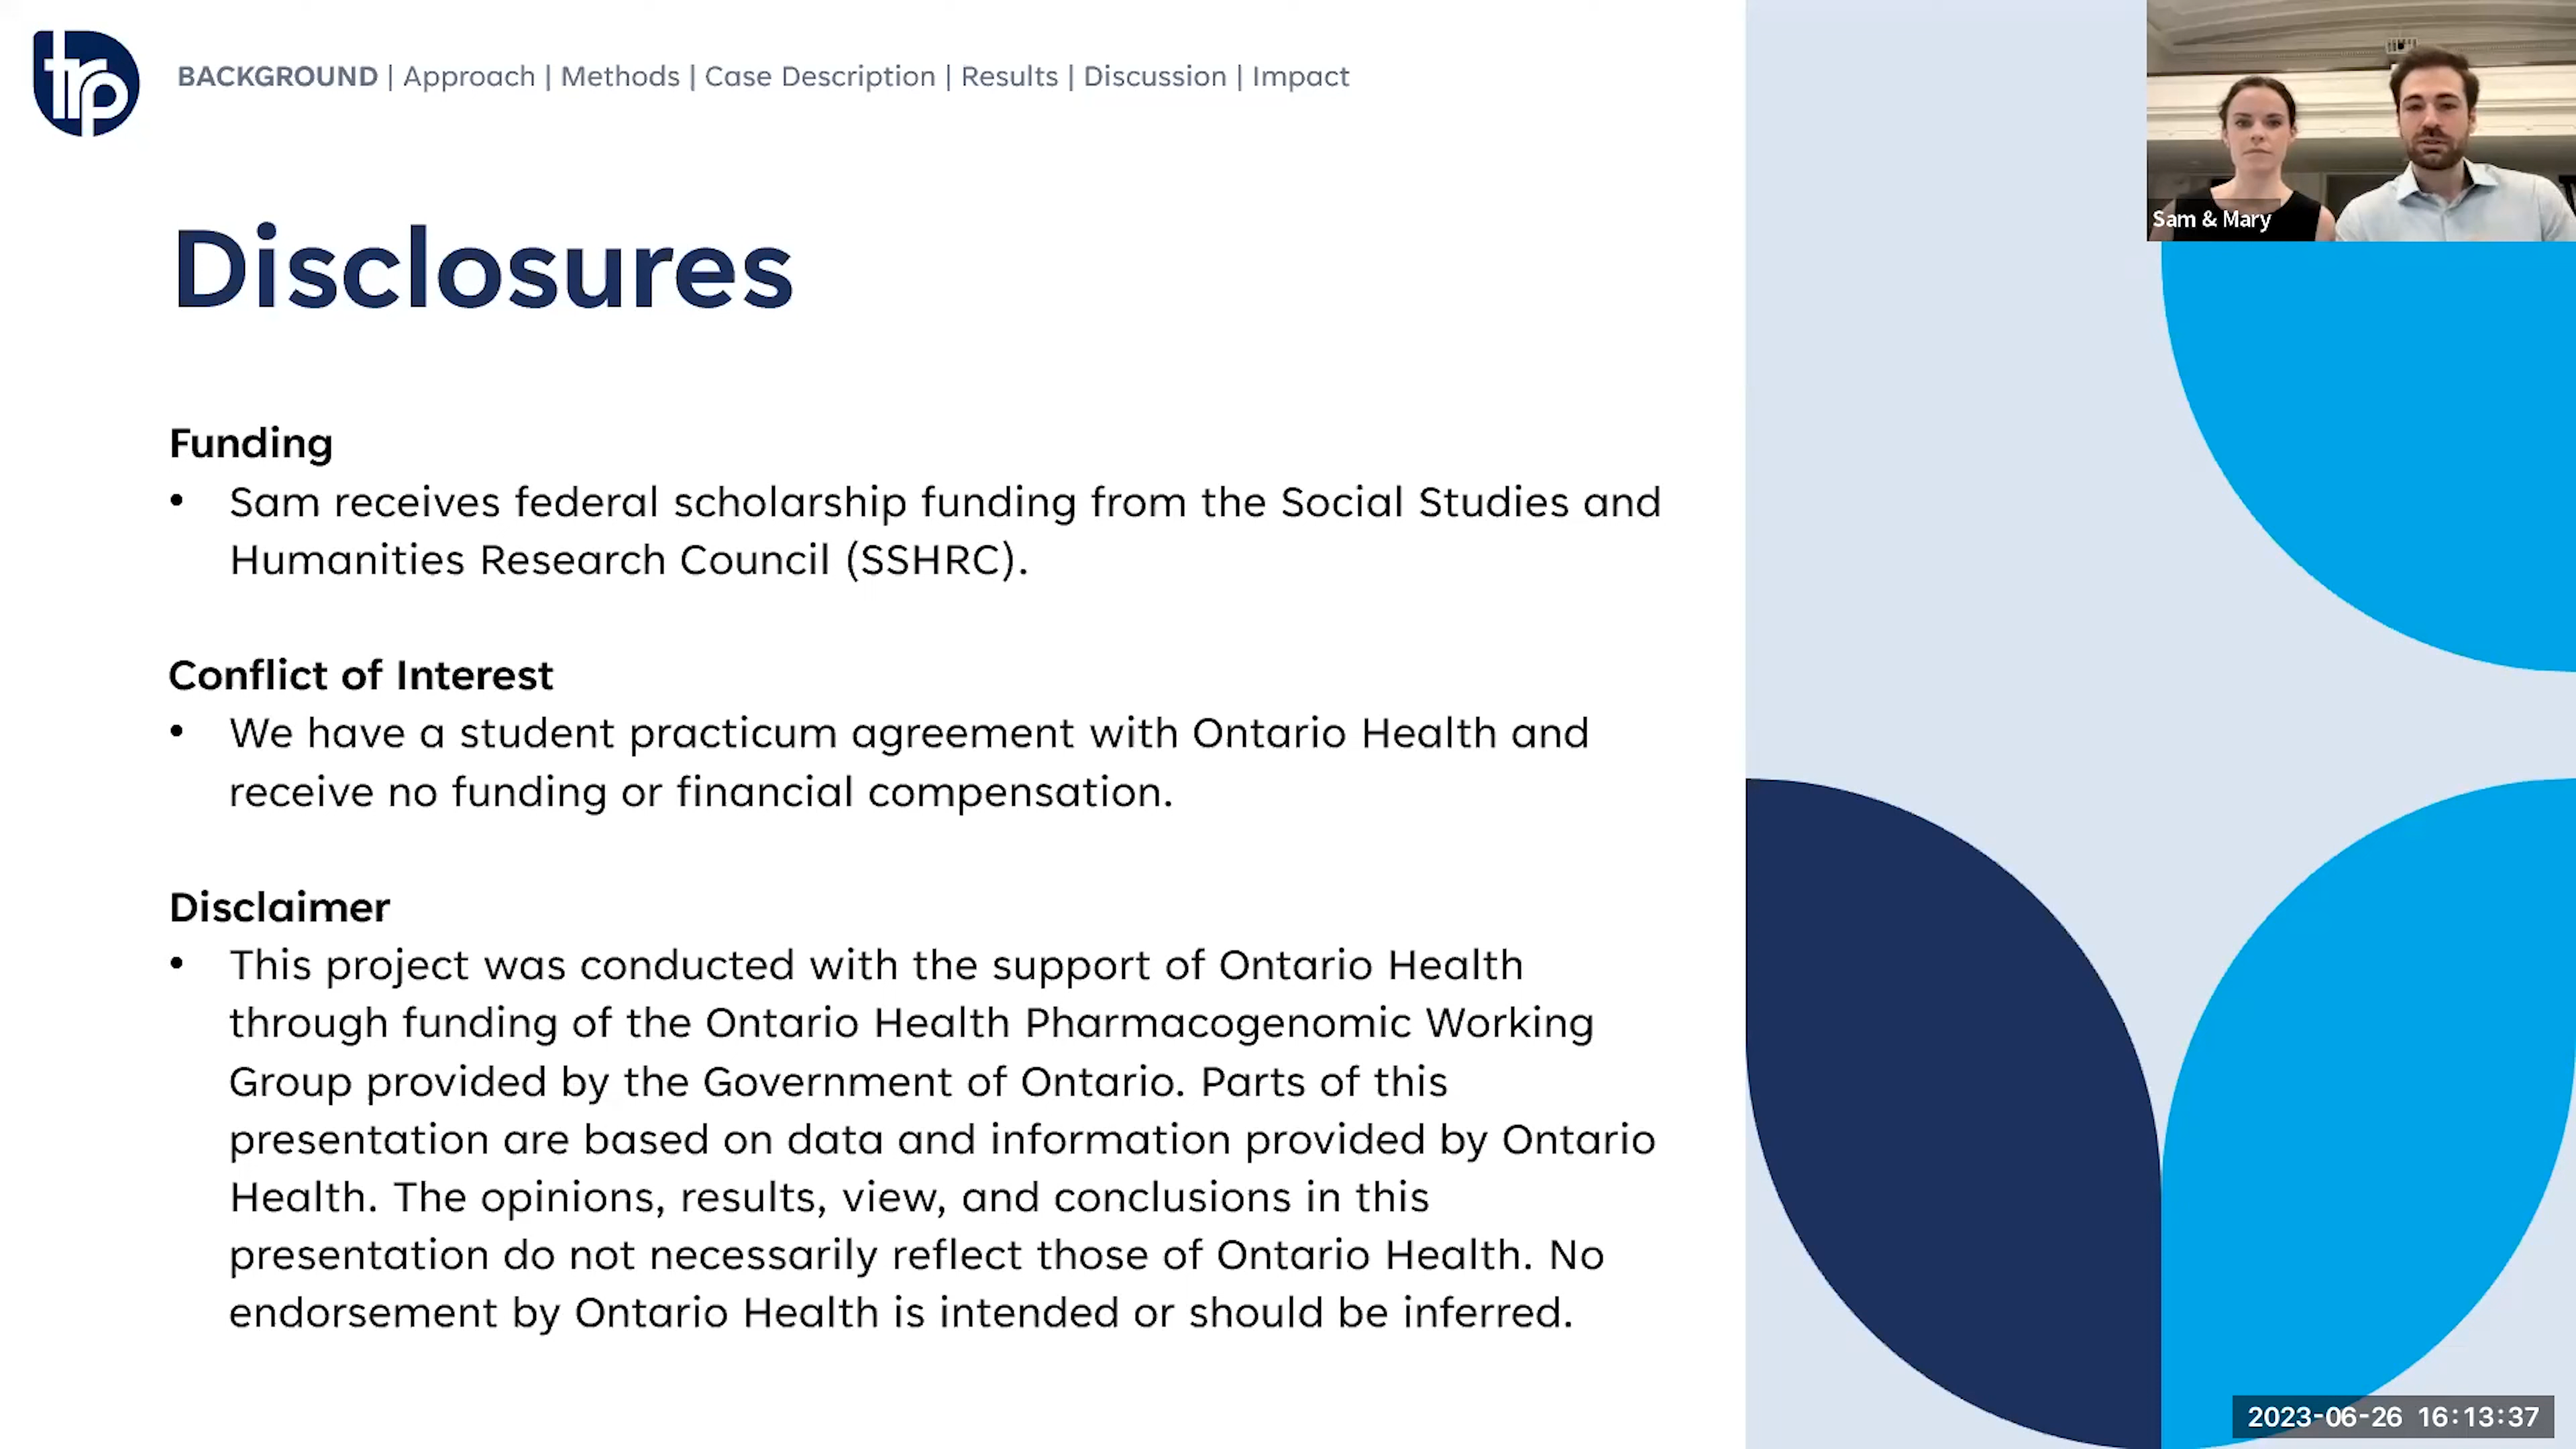 trp
BACKGROUND | Approach | Methods | Case Description | Results | Discussion | Impact
Sam & Mary
Disclosures
Funding
• Sam receives federal scholarship funding from the Social Studies and
Humanities Research Council (SSHRC).
Conflict of Interest
• We have a student practicum agreement with Ontario Health and
receive no funding or financial compensation.
Disclaimer
• This project was conducted with the support of Ontario Health
through funding of the Ontario Health Pharmacogenomic Working
Group provided by the Government of Ontario. Parts of this
presentation are based on data and information provided by Ontario
Health. The opinions, results, view, and conclusions in this
presentation do not necessarily reflect those of Ontario Health. No
endorsement by Ontario Health is intended or should be inferred.
2023-06-26 16:13:37